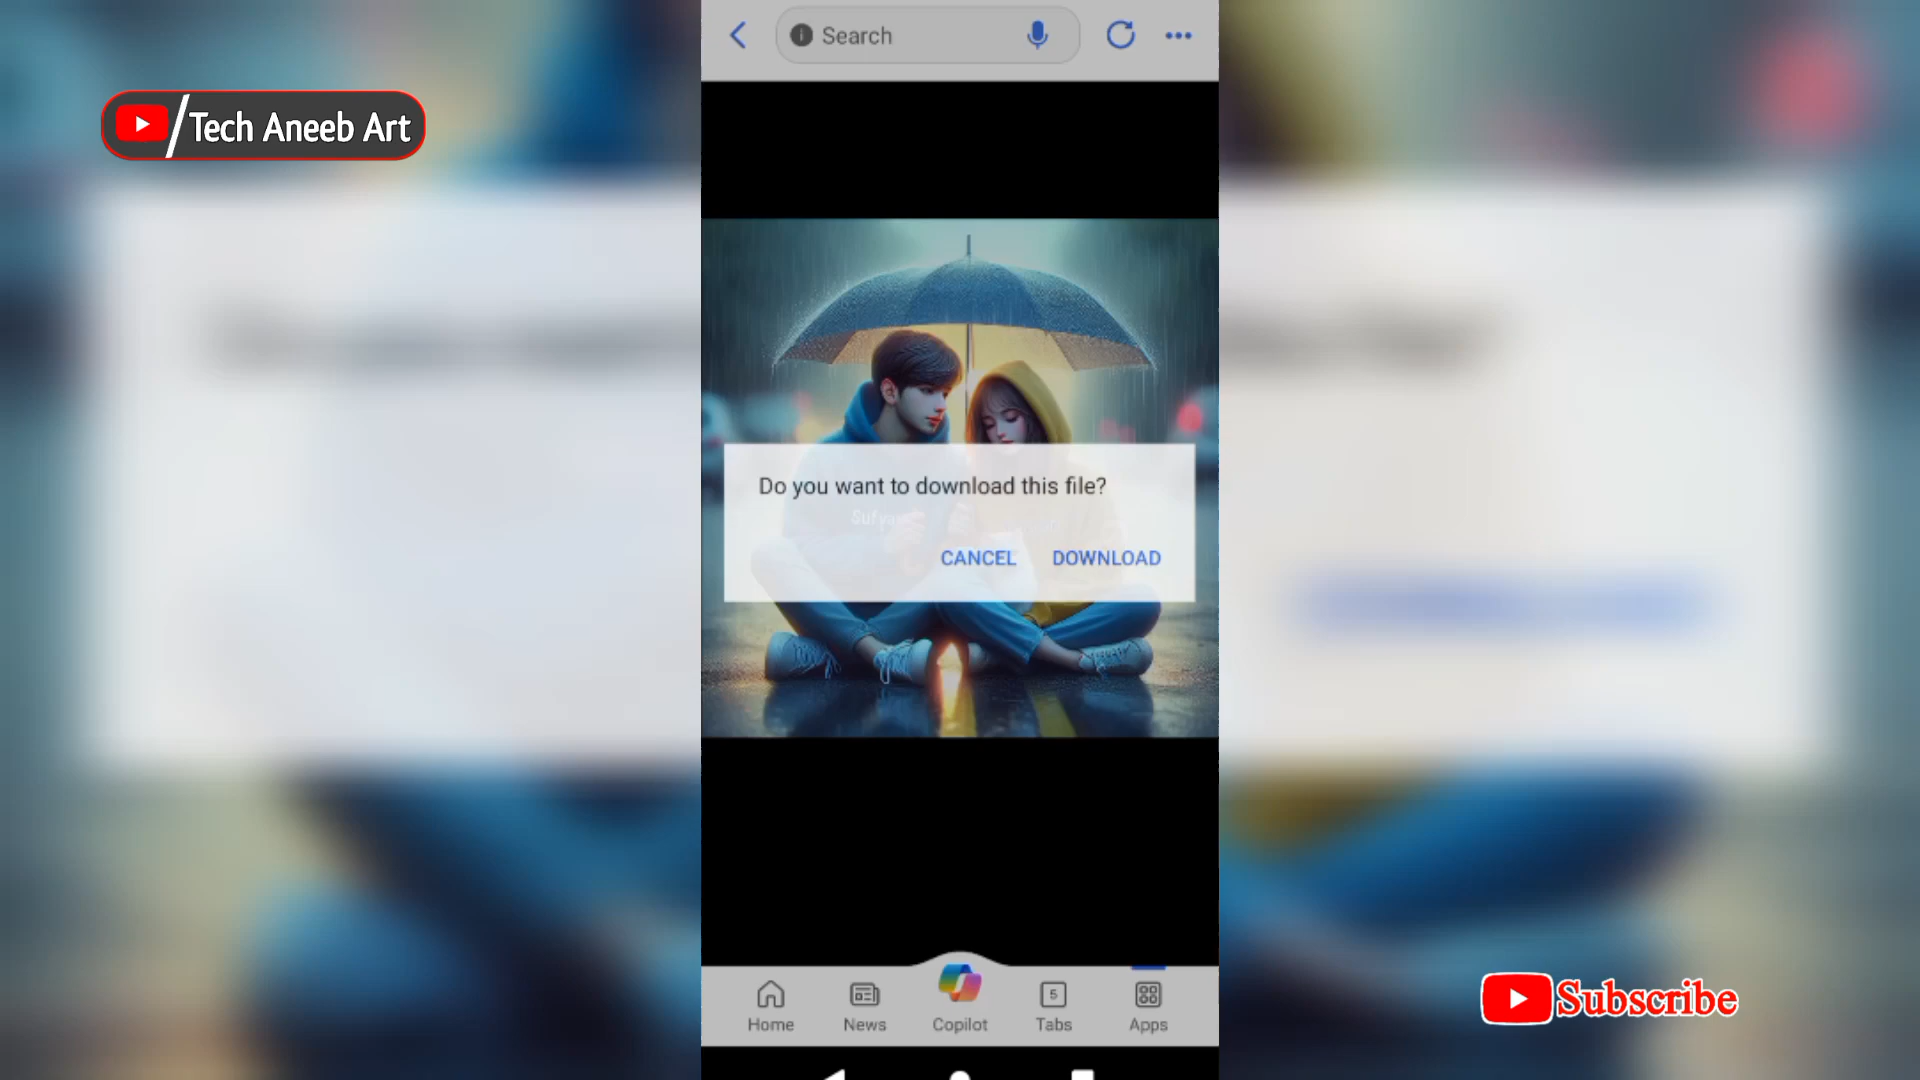 Search
Tech Aneeb Art
Do you want to download this file?
CANCEL DOWNLOAD
Home News Copilot 5 Tabs Apps
Subscribe